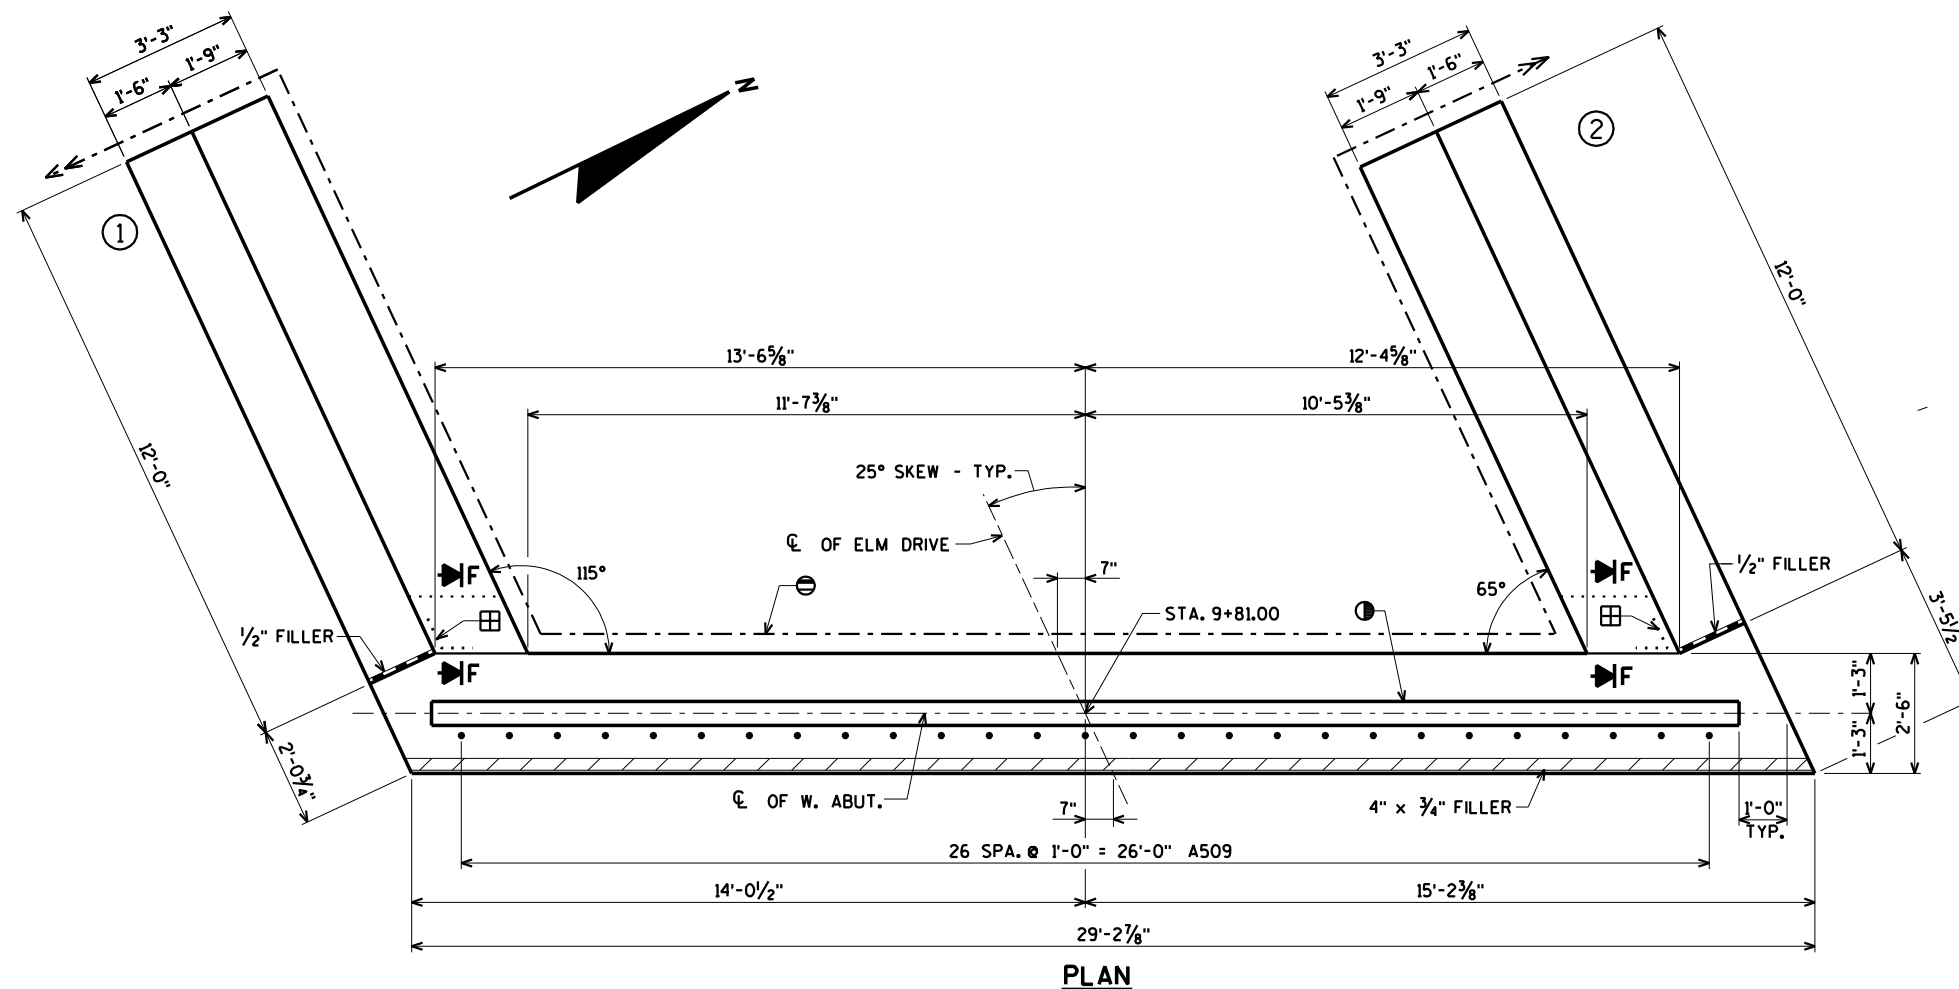 3'-3"
1'-9"
1'-6"
N
3'-3"
1'-6"
1'-9"
2
1
12'-0"
12'-0"
13'-6⅝"
12'-4⅝"
11'-7⅜"
10'-5⅜"
25° SKEW - TYP.
℄ OF ELM DRIVE
7"
115°
65°
F
F
½" FILLER
½" FILLER
STA. 9+81.00
F
F
3'-5½
1'-3"
2'-6"
1'-3"
2'-0¾"
℄ OF W. ABUT.
7"
4" x ¾" FILLER
1'-0"
TYP.
26 SPA. @ 1'-0" = 26'-0" A509
14'-0½"
15'-2⅜"
29'-2⅞"
PLAN